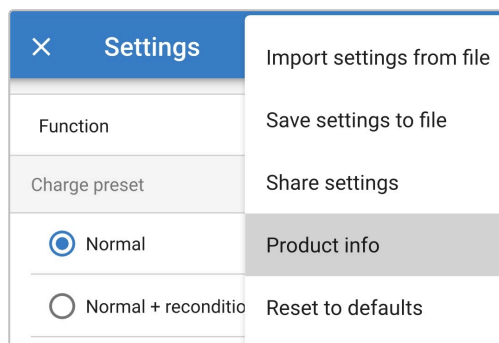 Settings
Function
Charge preset
Normal
Normal + reconditio
Import settings from file
Save settings to file
Share settings
Product info
Reset to defaults